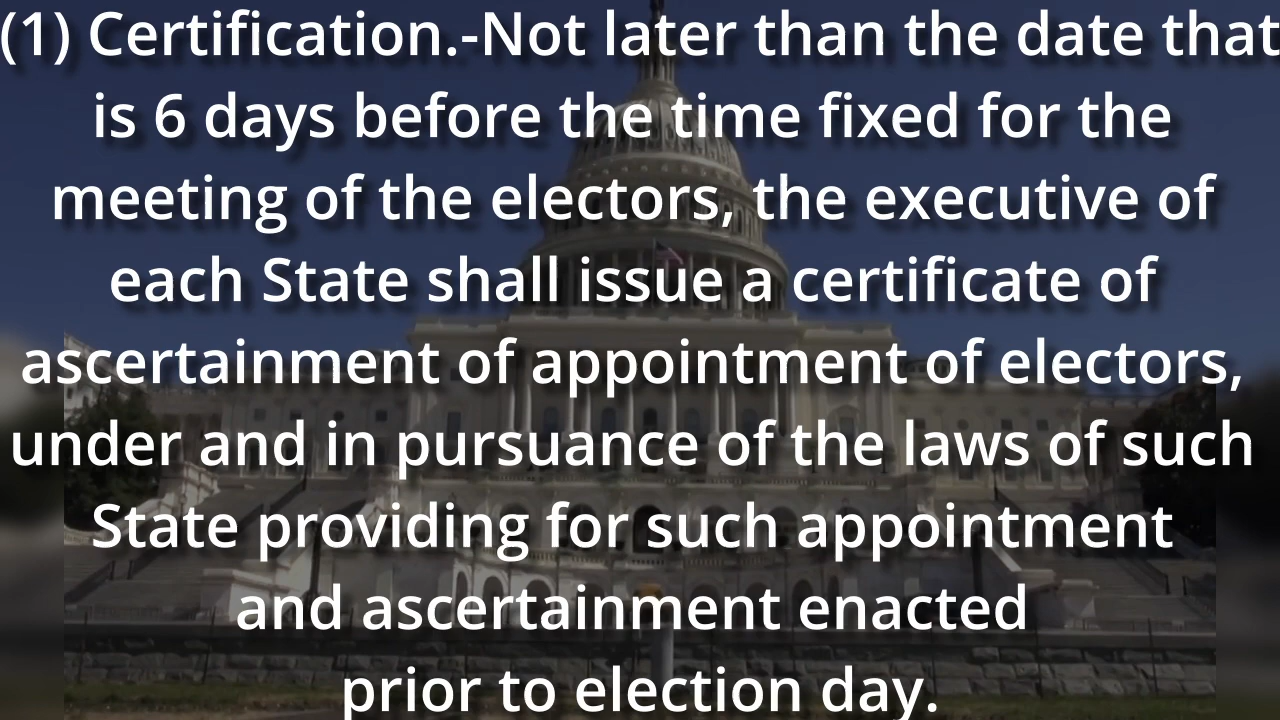 (1) Certification.-Not later than the date that
is 6 days before the time fixed for the
meeting of the electors, the executive of
each State shall issue a certificate of
ascertainment of appointment of electors,
under and in pursuance of the laws of such
State providing for such appointment
and ascertainment enacted
prior to election day.